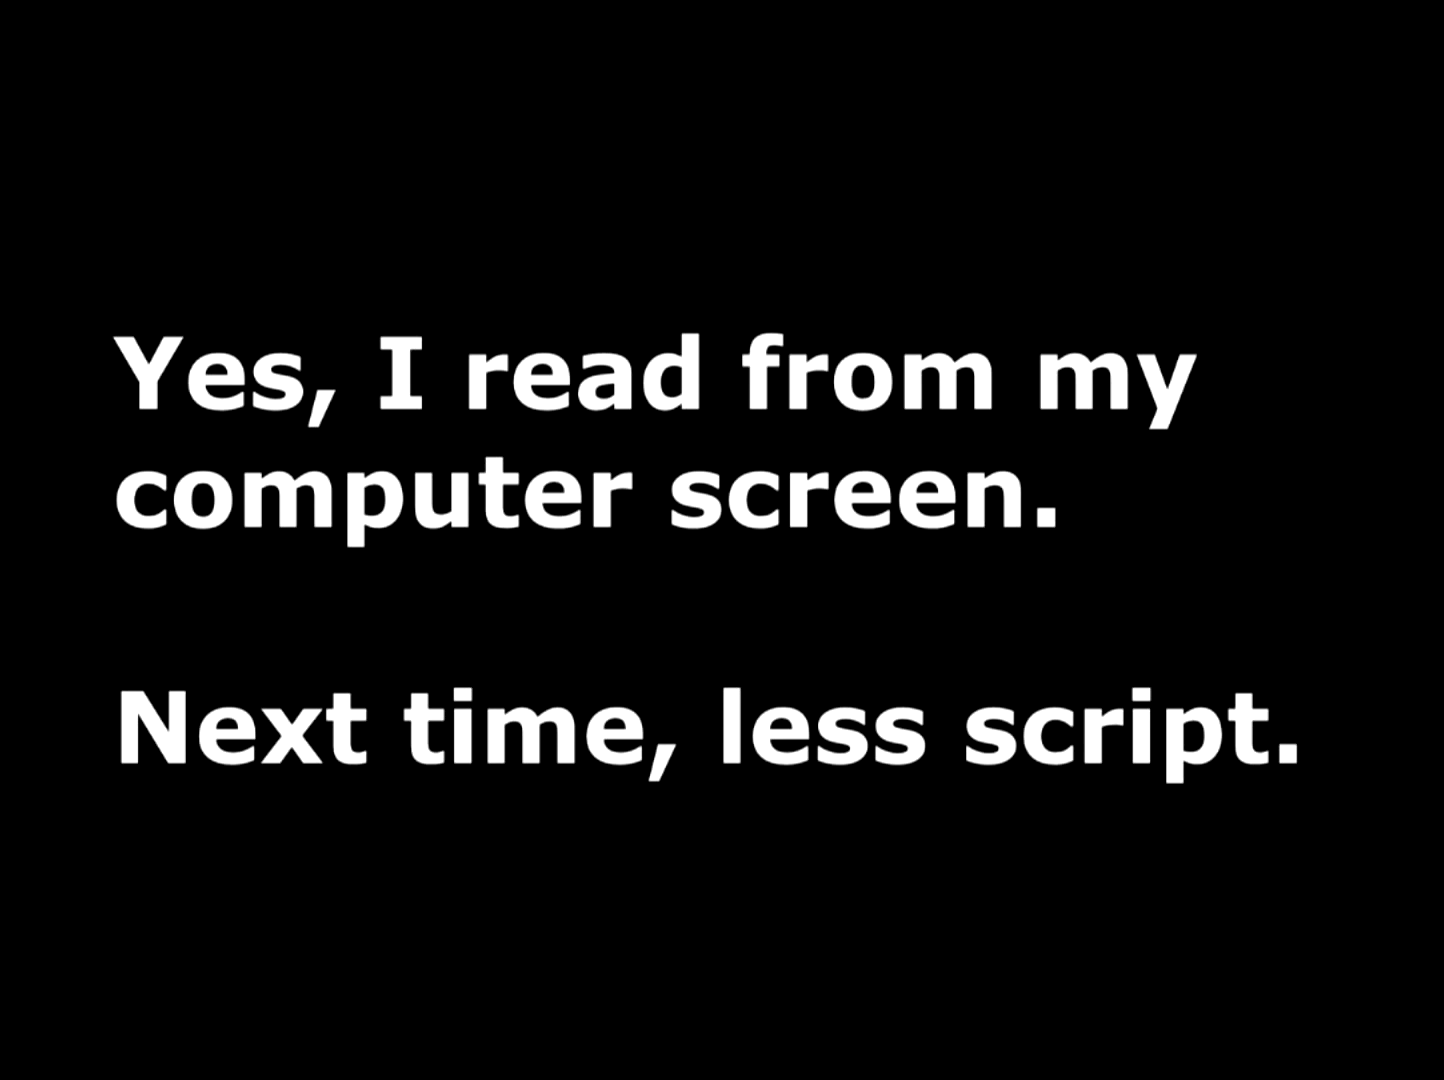 Yes, I read from my
computer screen.
Next time, less script.